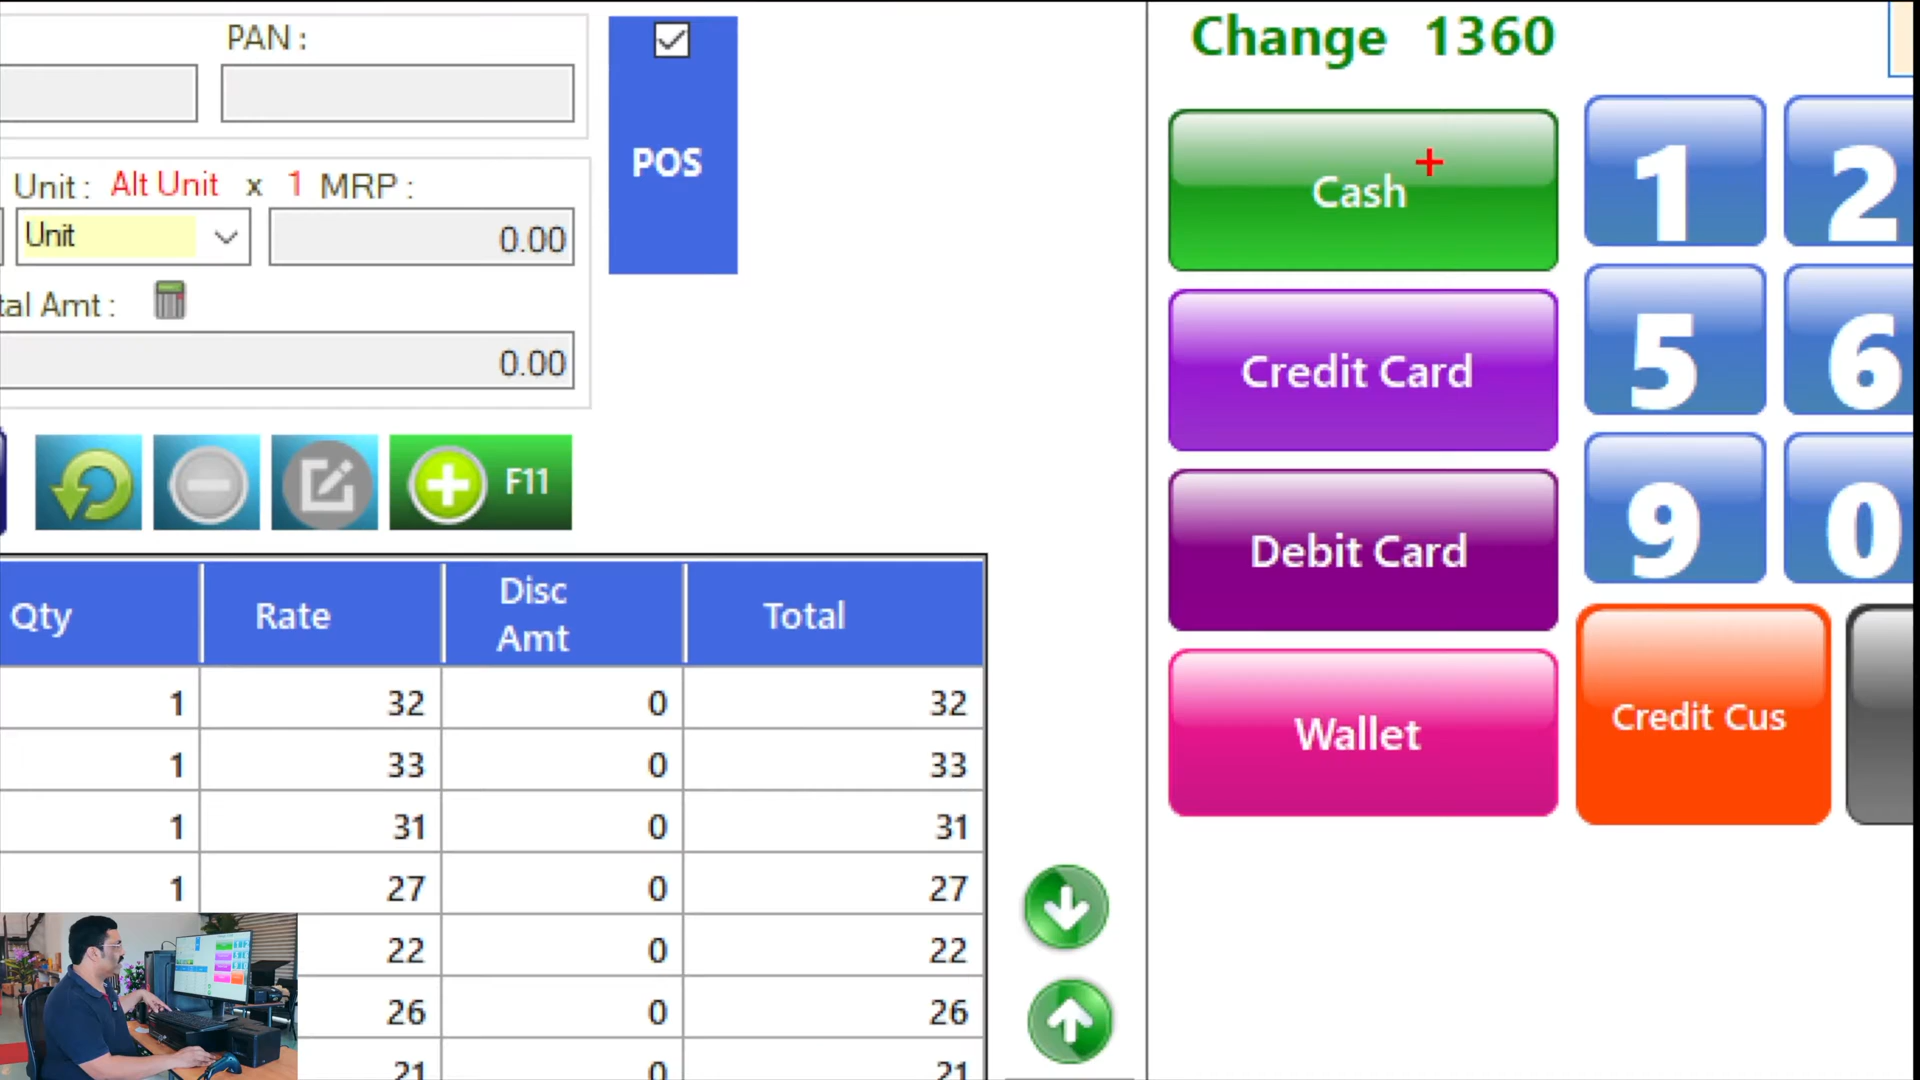 PAN :
Change 1360
POS
Unit : Alt Unit x 1 MRP :
Unit 0.00
tal Amt :
0.00
F11
Cash
Credit Card
Debit Card
Wallet
1 2
5 6
9 0
Credit Cus
Qty Rate Disc Amt Total
1 32 0 32
1 33 0 33
1 31 0 31
1 27 0 27
22 0 22
26 0 26
21 0 21